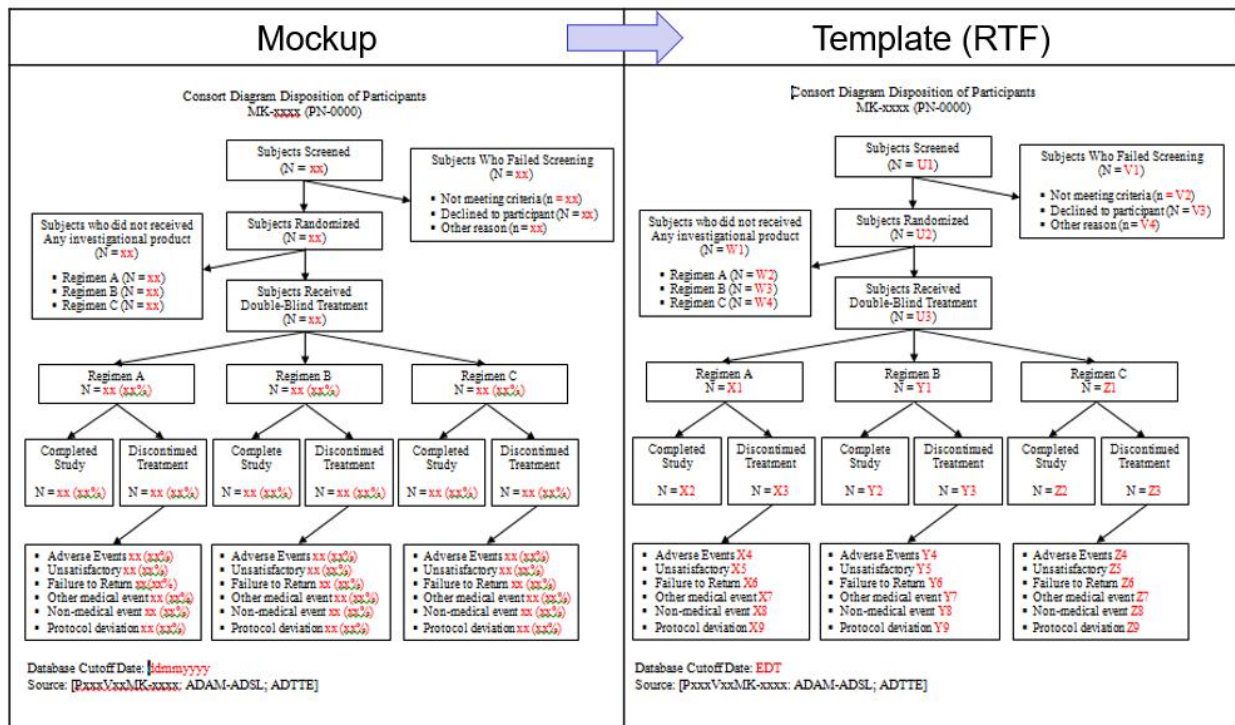 Mockup
Template (RTF)
Consort Diagram Disposition of Participants
MK-xxxx (PN-0000)
Subjects Screened
(N = xx)
Subjects Who Failed Screening
(N = xx)
▪ Not meeting criteria (n = xx)
▪ Declined to participant (N = xx)
▪ Other reason (n = xx)
Subjects Randomized
(N = xx)
Subjects who did not received
Any investigational product
(N = xx)
▪ Regimen A (N = xx)
▪ Regimen B (N = xx)
▪ Regimen C (N = xx)
Subjects Received
Double-Blind Treatment
(N = xx)
Regimen A
N = xx (xx%)
Regimen B
N = xx (xx%)
Regimen C
N = xx (xx%)
Completed
Study
N = xx (xx%)
Discontinued
Treatment
N = xx (xx%)
Complete
Study
N = xx (xx%)
Discontinued
Treatment
N = xx (xx%)
Completed
Study
N = xx (xx%)
Discontinued
Treatment
N = xx (xx%)
▪ Adverse Events xx (xx%)
▪ Unsatisfactory xx (xx%)
▪ Failure to Return xx(xx%)
▪ Other medical event xx (xx%)
▪ Non-medical event xx (xx%)
▪ Protocol deviation xx (xx%)
▪ Adverse Events xx (xx%)
▪ Unsatisfactory xx (xx%)
▪ Failure to Return xx (xx%)
▪ Other medical event xx (xx%)
▪ Non-medical event xx (xx%)
▪ Protocol deviation xx (xx%)
▪ Adverse Events xx (xx%)
▪ Unsatisfactory xx (xx%)
▪ Failure to Return xx (xx%)
▪ Other medical event xx (xx%)
▪ Non-medical event xx (xx%)
▪ Protocol deviation xx (xx%)
Database Cutoff Date: ddmmyyyy
Source: [PxxxVxxMK-xxxx: ADAM-ADSL; ADTTE]
Consort Diagram Disposition of Participants
MK-xxxx (PN-0000)
Subjects Screened
(N = U1)
Subjects Who Failed Screening
(N = V1)
▪ Not meeting criteria (n = V2)
▪ Declined to participant (N = V3)
▪ Other reason (n = V4)
Subjects Randomized
(N = U2)
Subjects who did not received
Any investigational product
(N = W1)
▪ Regimen A (N = W2)
▪ Regimen B (N = W3)
▪ Regimen C (N = W4)
Subjects Received
Double-Blind Treatment
(N = U3)
Regimen A
N = X1
Regimen B
N = Y1
Regimen C
N = Z1
Completed
Study
N = X2
Discontinued
Treatment
N = X3
Complete
Study
N = Y2
Discontinued
Treatment
N = Y3
Completed
Study
N = Z2
Discontinued
Treatment
N = Z3
▪ Adverse Events X4
▪ Unsatisfactory X5
▪ Failure to Return X6
▪ Other medical event X7
▪ Non-medical event X8
▪ Protocol deviation X9
▪ Adverse Events Y4
▪ Unsatisfactory Y5
▪ Failure to Return Y6
▪ Other medical event Y7
▪ Non-medical event Y8
▪ Protocol deviation Y9
▪ Adverse Events Z4
▪ Unsatisfactory Z5
▪ Failure to Return Z6
▪ Other medical event Z7
▪ Non-medical event Z8
▪ Protocol deviation Z9
Database Cutoff Date: EDT
Source: [PxxxVxxMK-xxxx: ADAM-ADSL; ADTTE]